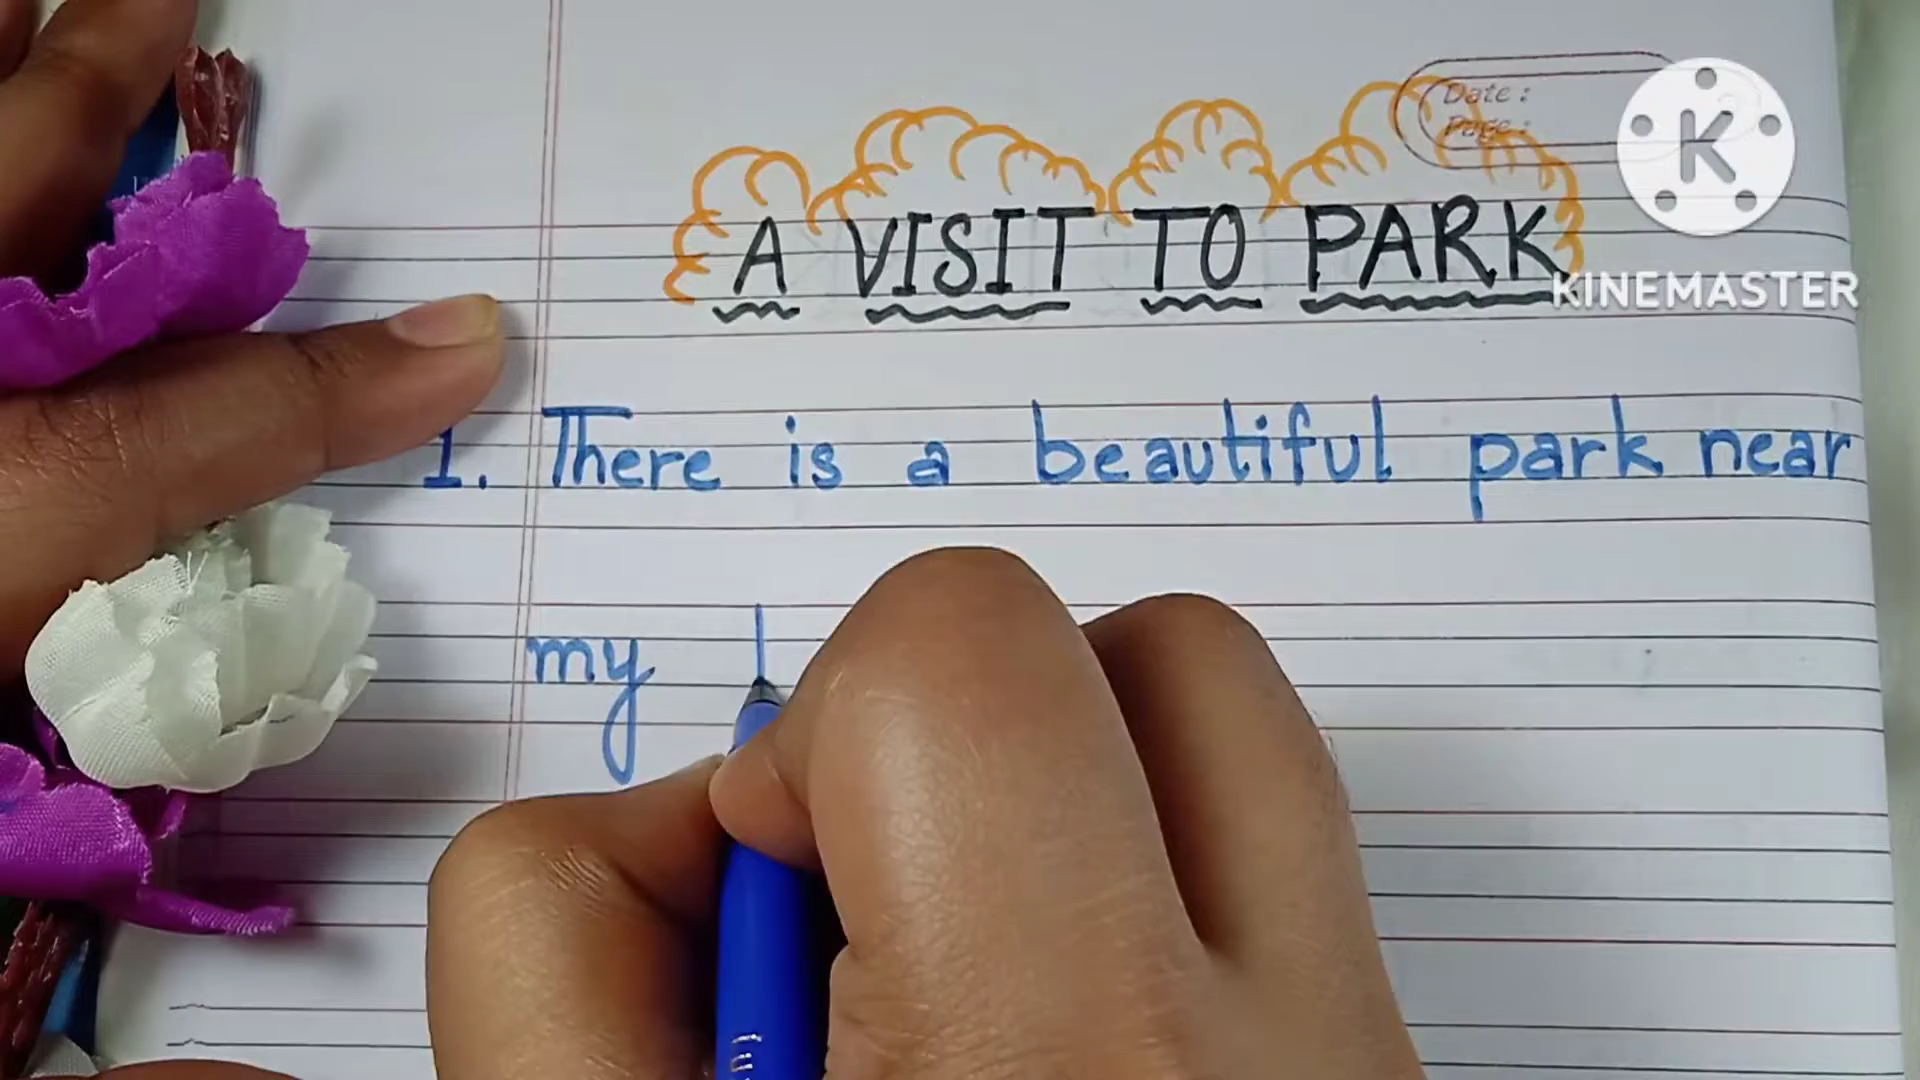 Date :
Page :
K
KINEMASTER
A VISIT TO PARK
1. There is a beautiful park near
my